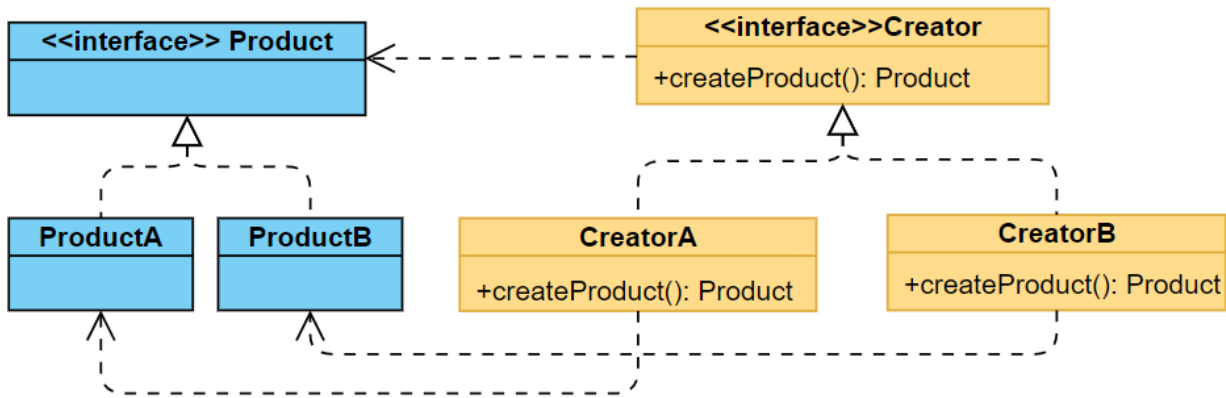 <<interface>> Product
<<interface>>Creator
+createProduct(): Product
ProductA
ProductB
CreatorA
+createProduct(): Product
CreatorB
+createProduct(): Product